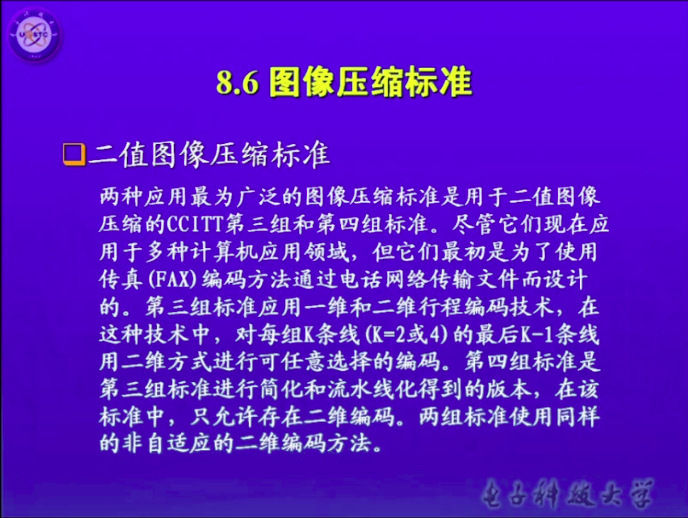 8.6 图像压缩标准
二值图像压缩标准
两种应用最为广泛的图像压缩标准是用于二值图像
压缩的CCITT第三组和第四组标准。尽管它们现在应
用于多种计算机应用领域，但它们最初是为了使用
传真(FAX)编码方法通过电话网络传输文件而设计
的。第三组标准应用一维和二维行程编码技术，在
这种技术中，对每组K条线(K=2或4)的最后K-1条线
用二维方式进行可任意选择的编码。第四组标准是
第三组标准进行简化和流水线化得到的版本，在该
标准中，只允许存在二维编码。两组标准使用同样
的非自适应的二维编码方法。
电子科技大学